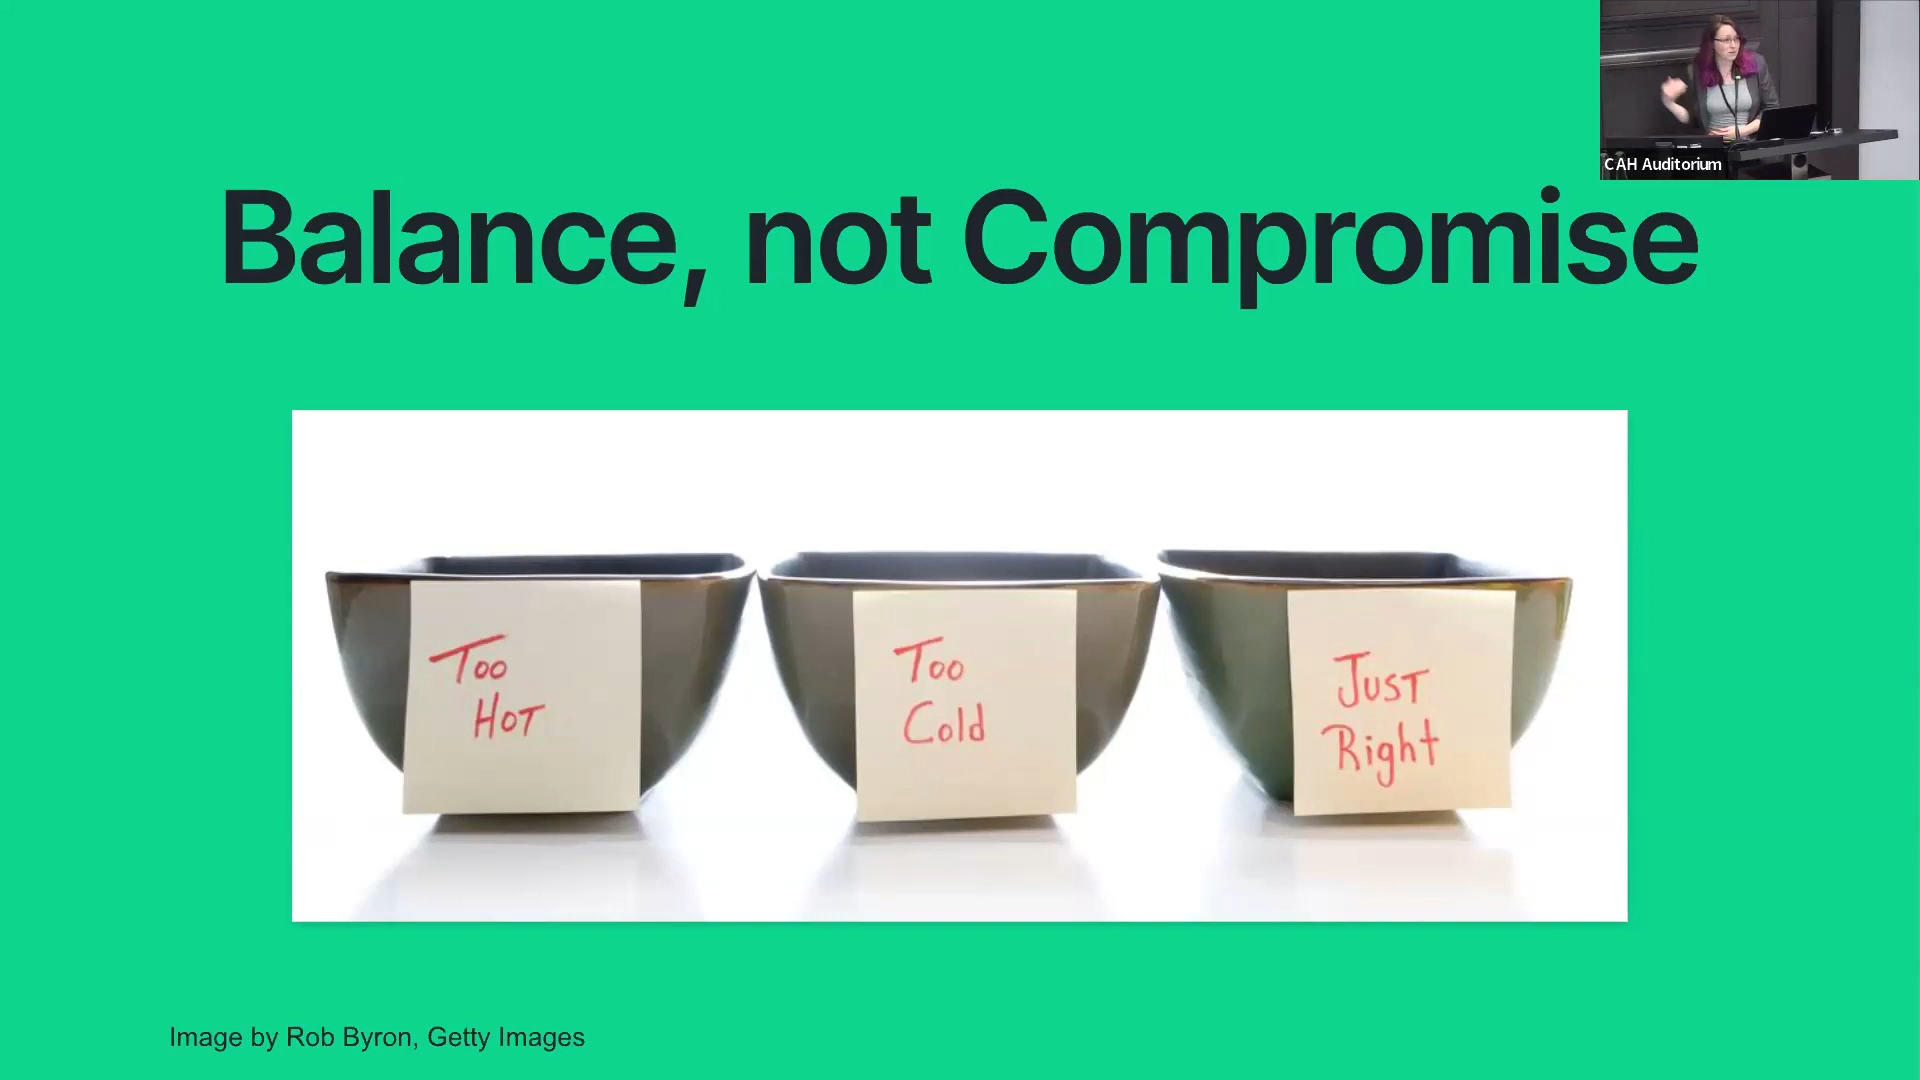 CAH Auditorium
Balance, not Compromise
Too
Hot
Too
Cold
Just
Right
Image by Rob Byron, Getty Images